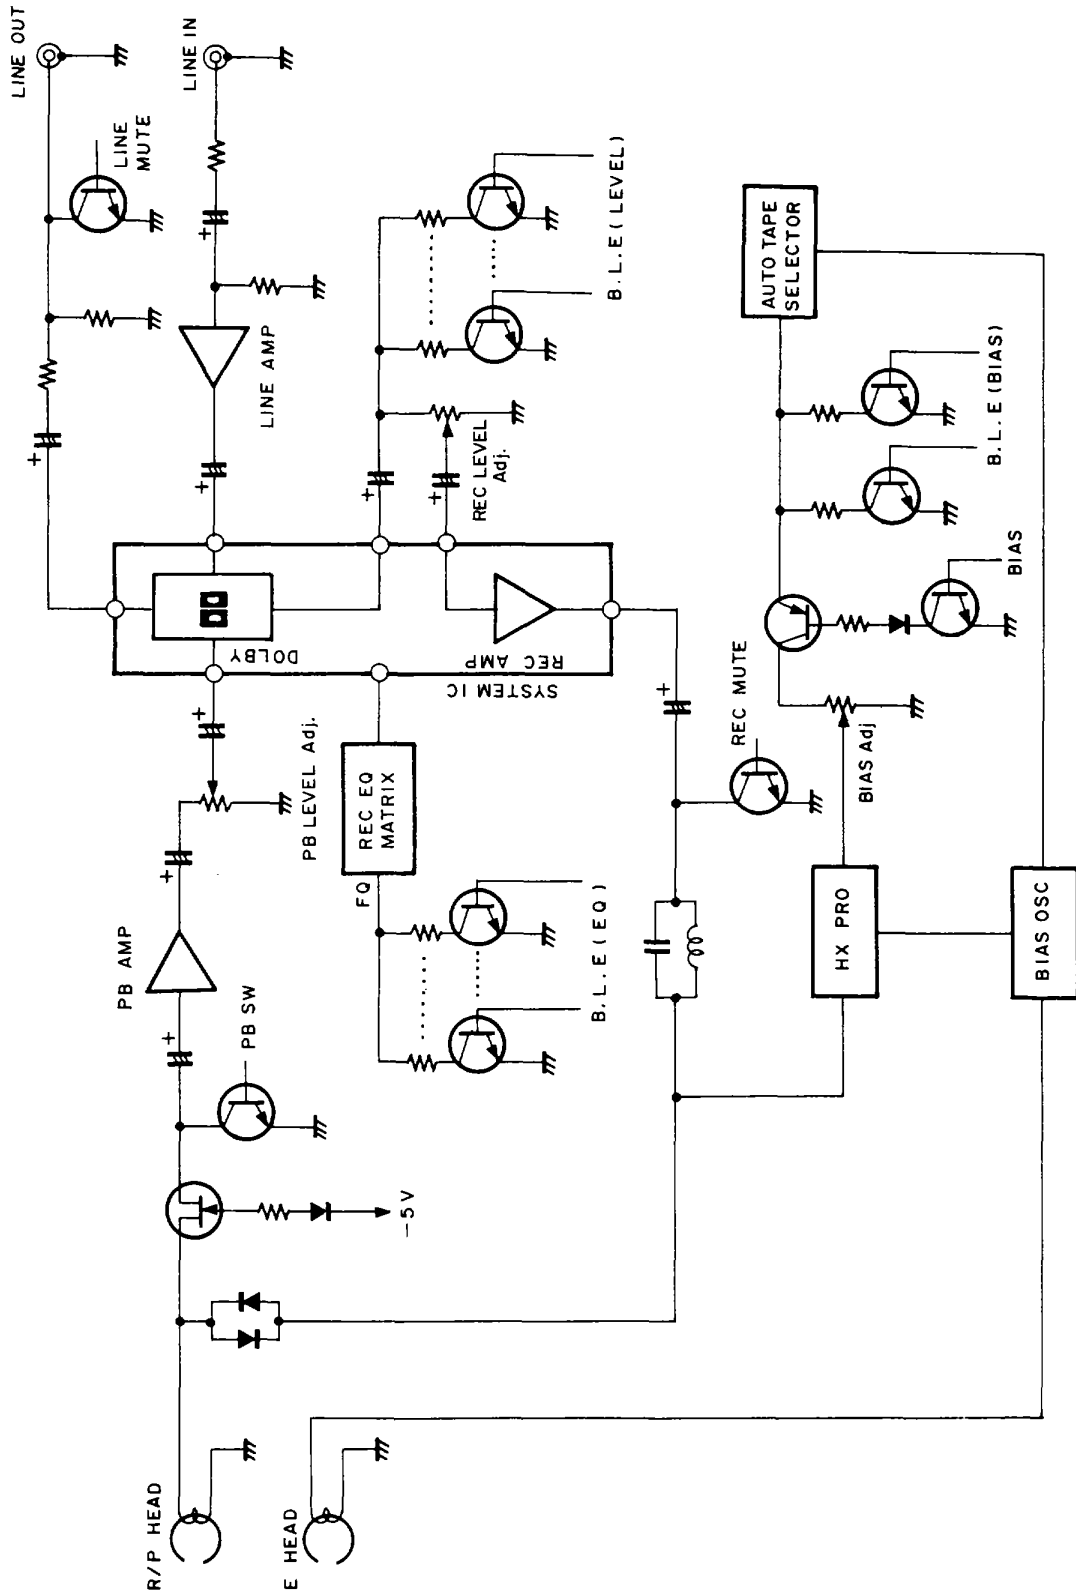 R/P HEAD
E HEAD
PB SW
PB AMP
-5V
PB LEVEL Adj.
FQ
REC EQ
MATRIX
B.L.E (EQ)
DOLBY
SYSTEM IC
REC AMP
LINE OUT
LINE
MUTE
LINE IN
LINE AMP
REC LEVEL
Adj.
B.L.E (LEVEL)
REC MUTE
HX PRO
BIAS Adj
BIAS
B.L.E (BIAS)
AUTO TAPE
SELECTOR
BIAS OSC
+
+
+
+
+
+
+
+
+